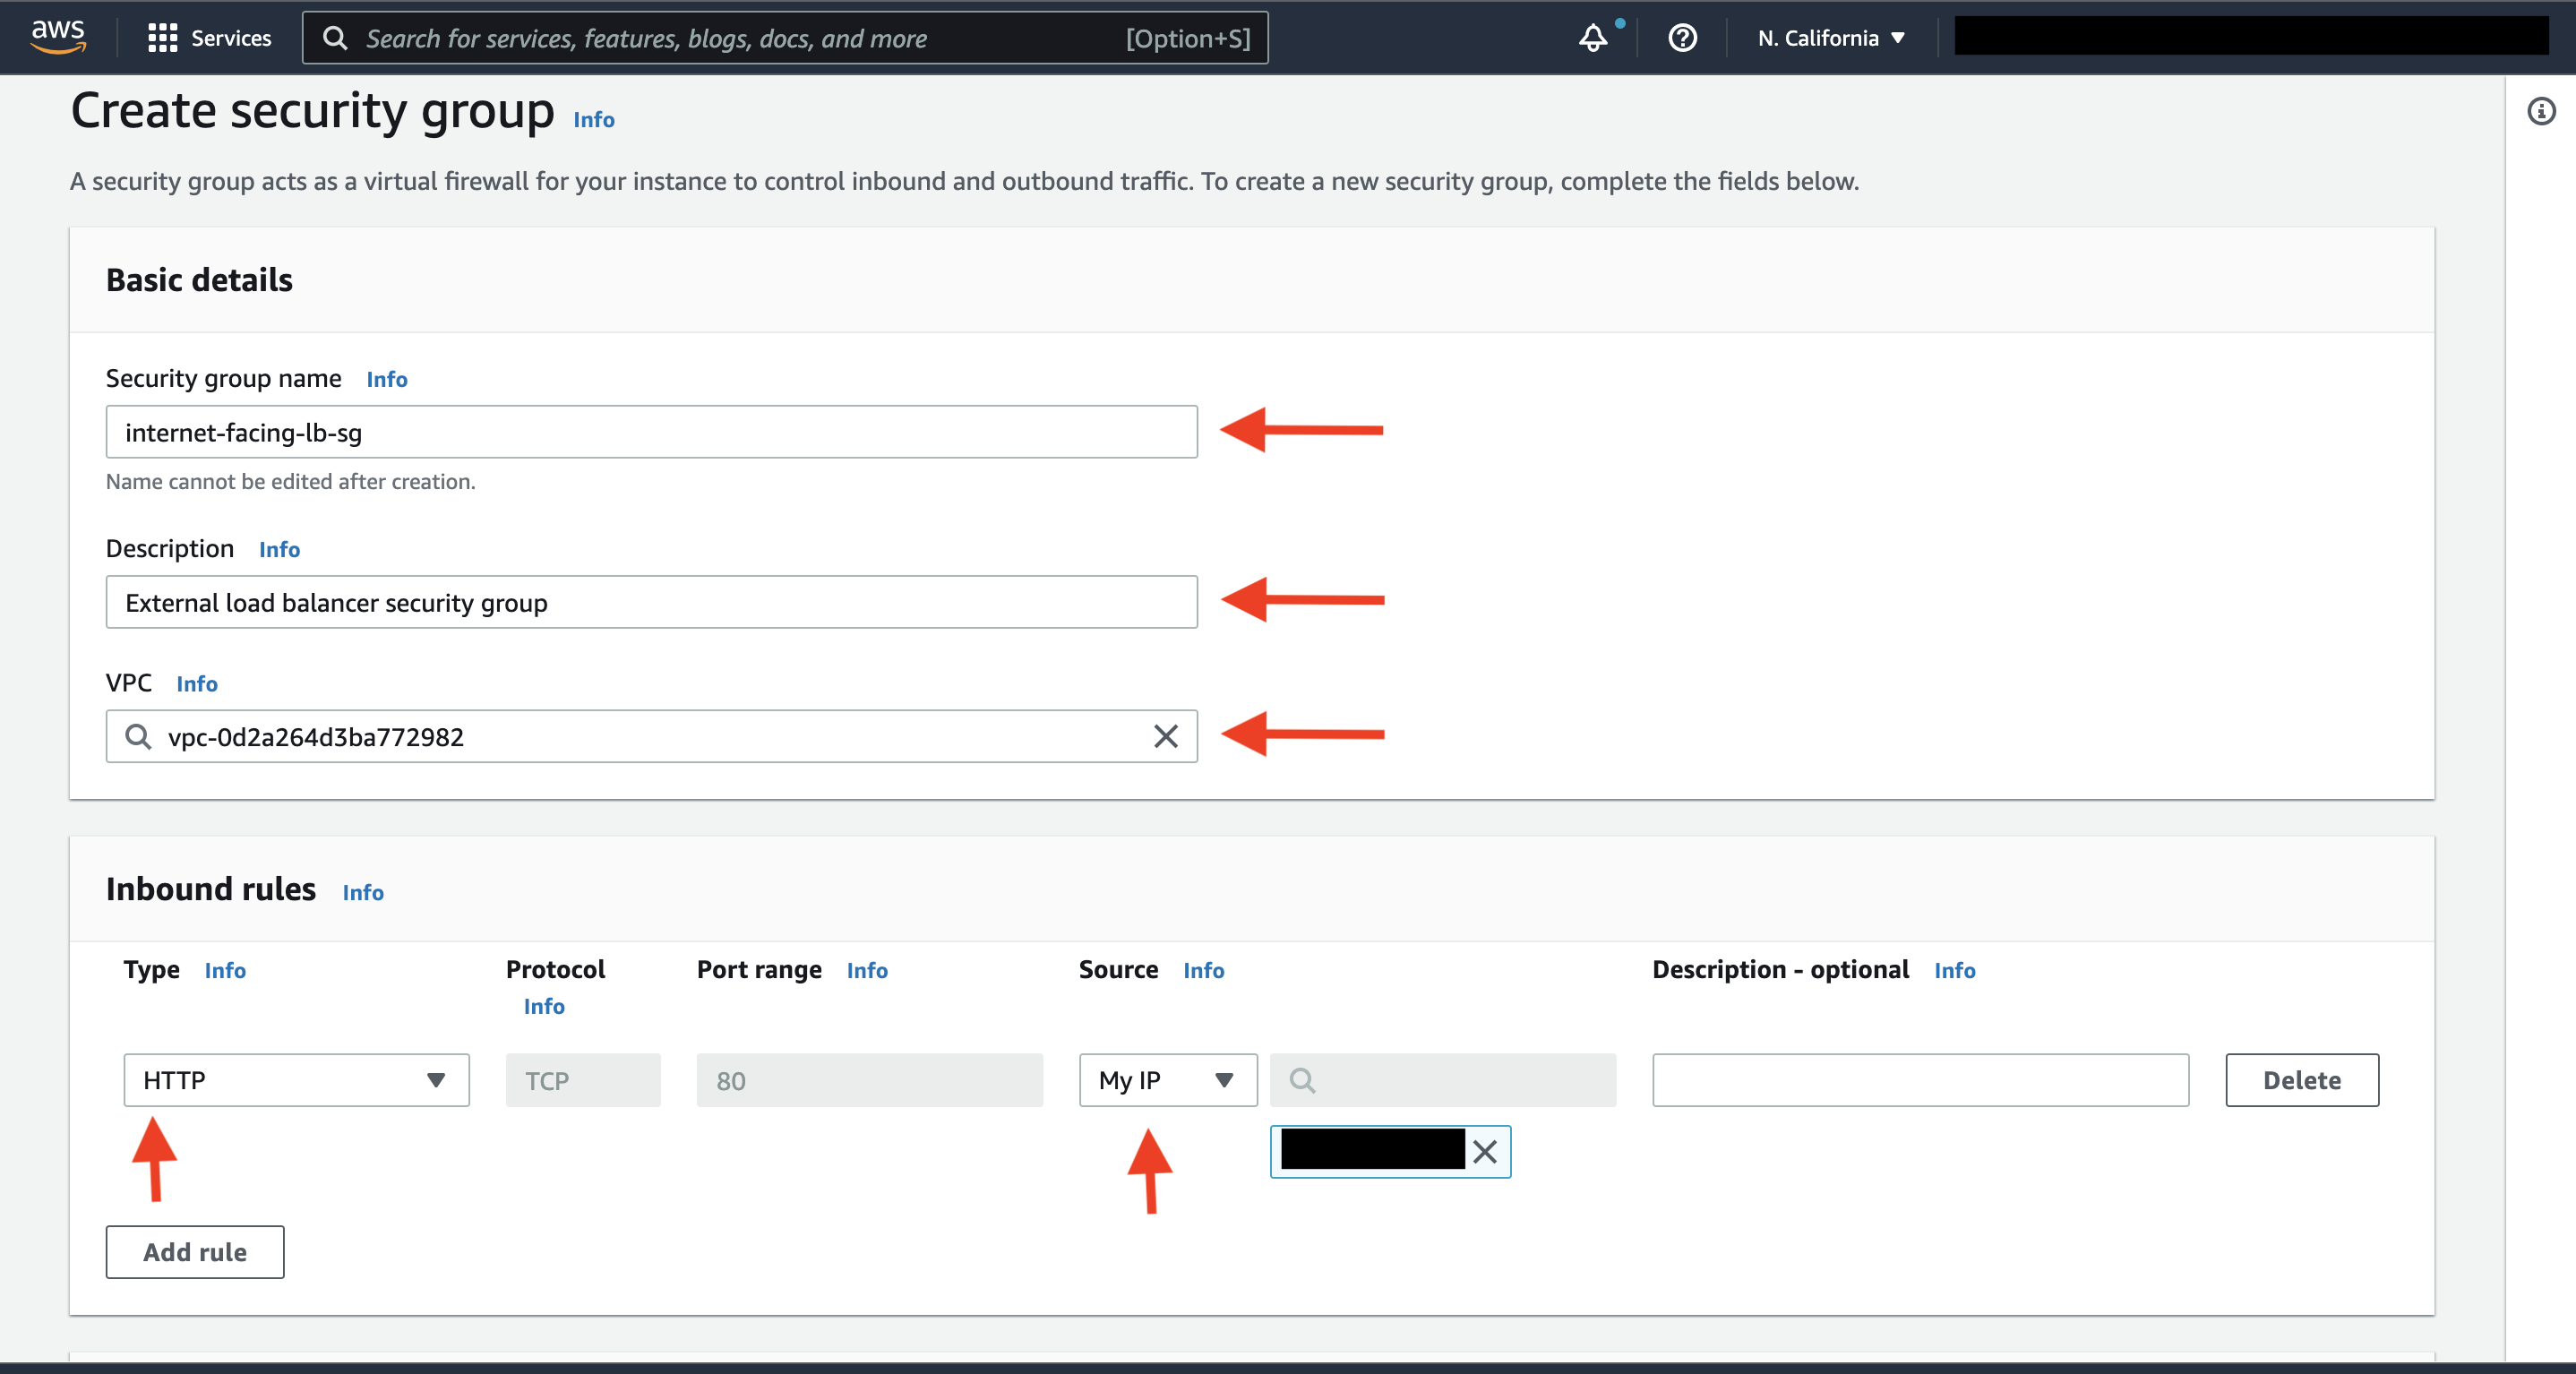 aws Services Search for services, features, blogs, docs, and more [Option+S] N. California
Create security group Info
A security group acts as a virtual firewall for your instance to control inbound and outbound traffic. To create a new security group, complete the fields below.
Basic details
Security group name Info
internet-facing-lb-sg
Name cannot be edited after creation.
Description Info
External load balancer security group
VPC Info
vpc-0d2a264d3ba772982
Inbound rules Info
Type Info Protocol Port range Info Source Info Description - optional Info
Info
HTTP TCP 80 My IP Delete
Add rule